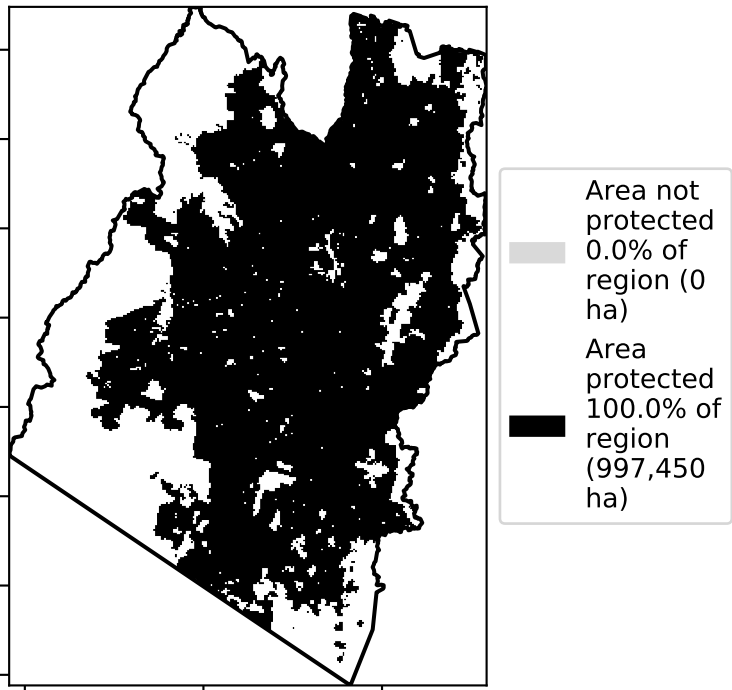 Area not
protected
0.0% of
region (0
ha)
Area
protected
100.0% of
region
(997,450
ha)